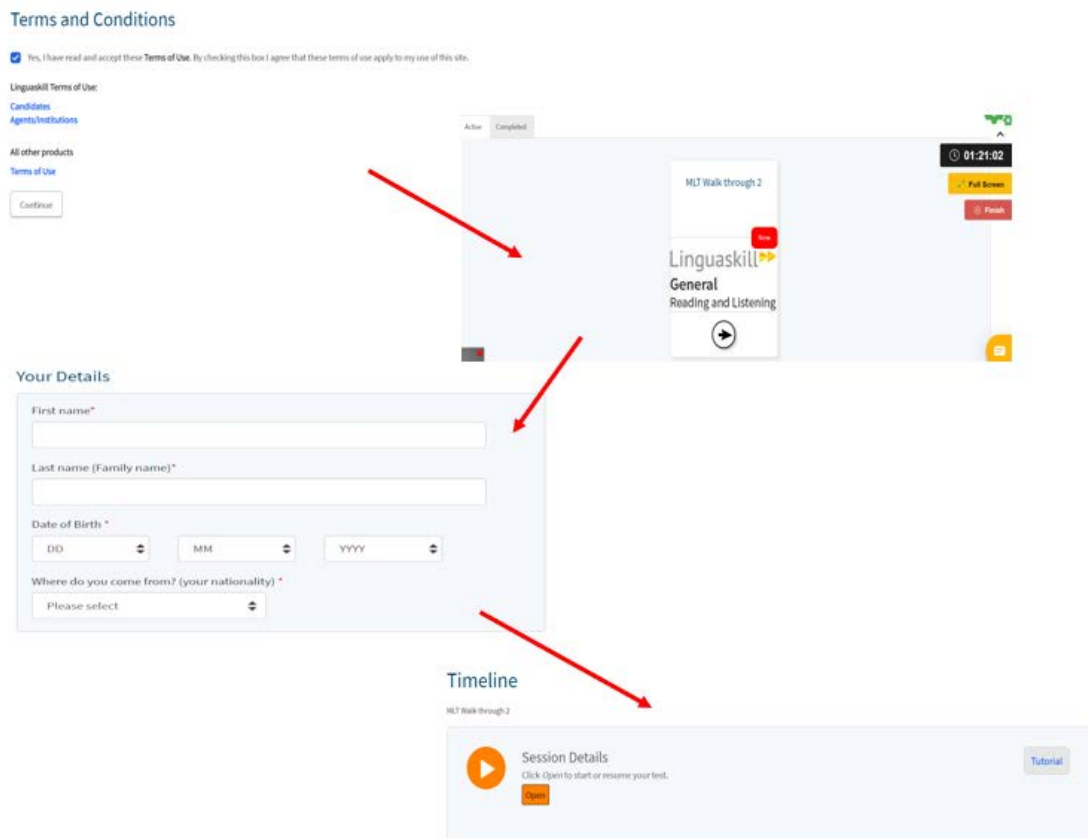 Terms and Conditions
Yes, I have read and accept these Terms of Use. By checking this box I agree that these terms of use apply to my use of this site.
Linguaskill Terms of Use:
Candidates
Agents/Institutions
All other products
Terms of Use
Continue
Active Completed
01:21:02
Full Screen
Finish
MLT Walk through 2
New
Linguaskill
General
Reading and Listening
Your Details
First name*
Last name (Family name)*
Date of Birth *
DD MM YYYY
Where do you come from? (your nationality) *
Please select
Timeline
MLT Walk through 2
Session Details
Click Open to start or resume your test.
Open
Tutorial